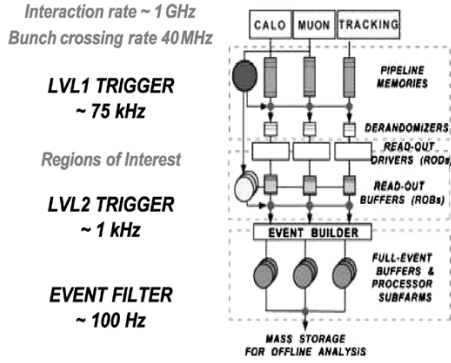 Interaction rate ~ 1 GHz
Bunch crossing rate 40 MHz
LVL1 TRIGGER
~ 75 kHz
Regions of Interest
LVL2 TRIGGER
~ 1 kHz
EVENT FILTER
~ 100 Hz
CALO MUON TRACKING
PIPELINE
MEMORIES
DERANDOMIZERS
READ-OUT
DRIVERS (RODs)
READ-OUT
BUFFERS (ROBs)
EVENT BUILDER
FULL-EVENT
BUFFERS &
PROCESSOR
SUBFARMS
MASS STORAGE
FOR OFFLINE ANALYSIS